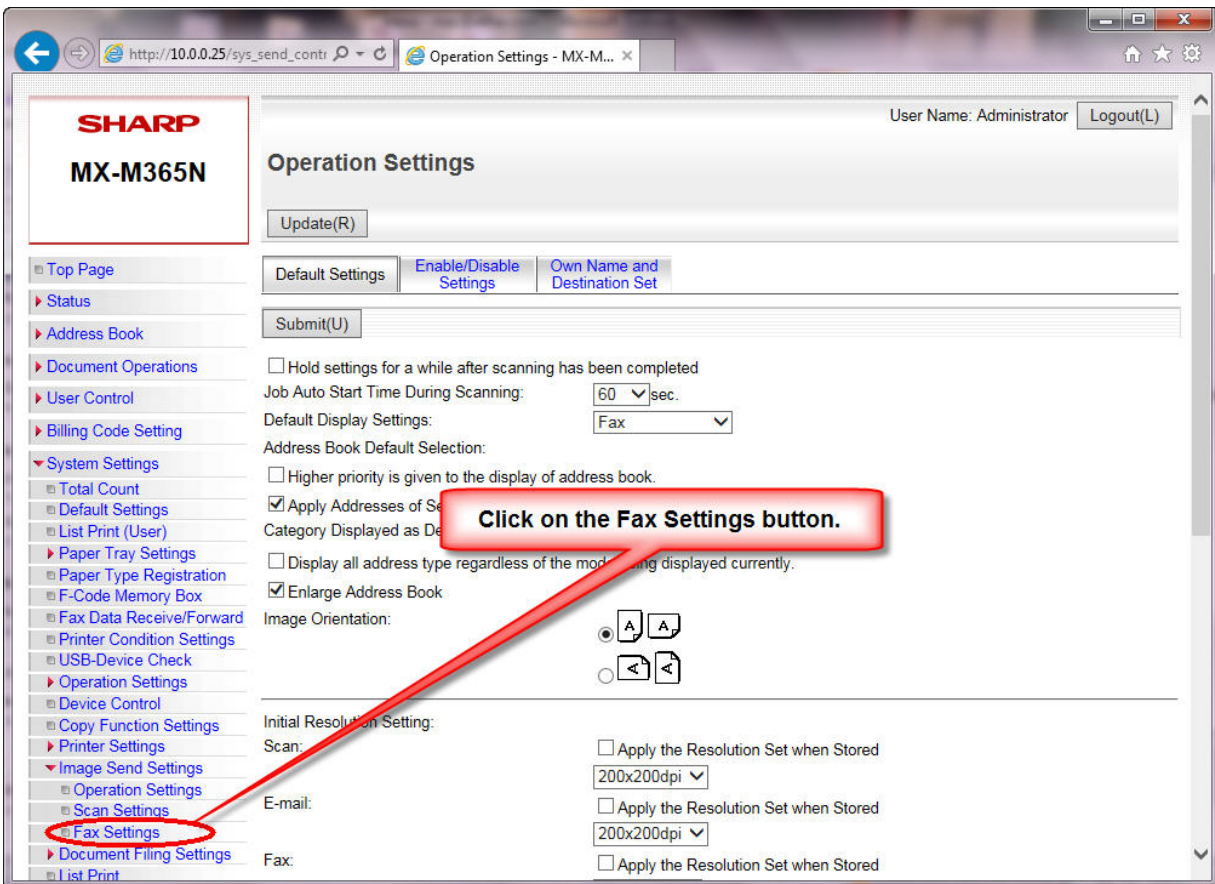 http://10.0.0.25/sys_send_contr
Operation Settings - MX-M...
SHARP
MX-M365N
User Name: Administrator
Logout(L)
Operation Settings
Update(R)
Top Page
Status
Address Book
Document Operations
User Control
Billing Code Setting
System Settings
Total Count
Default Settings
List Print (User)
Paper Tray Settings
Paper Type Registration
F-Code Memory Box
Fax Data Receive/Forward
Printer Condition Settings
USB-Device Check
Operation Settings
Device Control
Copy Function Settings
Printer Settings
Image Send Settings
Operation Settings
Scan Settings
Fax Settings
Document Filing Settings
List Print
Default Settings
Enable/Disable
Settings
Own Name and
Destination Set
Submit(U)
Hold settings for a while after scanning has been completed
Job Auto Start Time During Scanning:
60 sec.
Default Display Settings:
Fax
Address Book Default Selection:
Higher priority is given to the display of address book.
Apply Addresses of
Category Displayed as
Click on the Fax Settings button.
Display all address type regardless of the mode being displayed currently.
Enlarge Address Book
Image Orientation:
A A
A A
Initial Resolution Setting:
Scan:
Apply the Resolution Set when Stored
200x200dpi
E-mail:
Apply the Resolution Set when Stored
200x200dpi
Fax:
Apply the Resolution Set when Stored